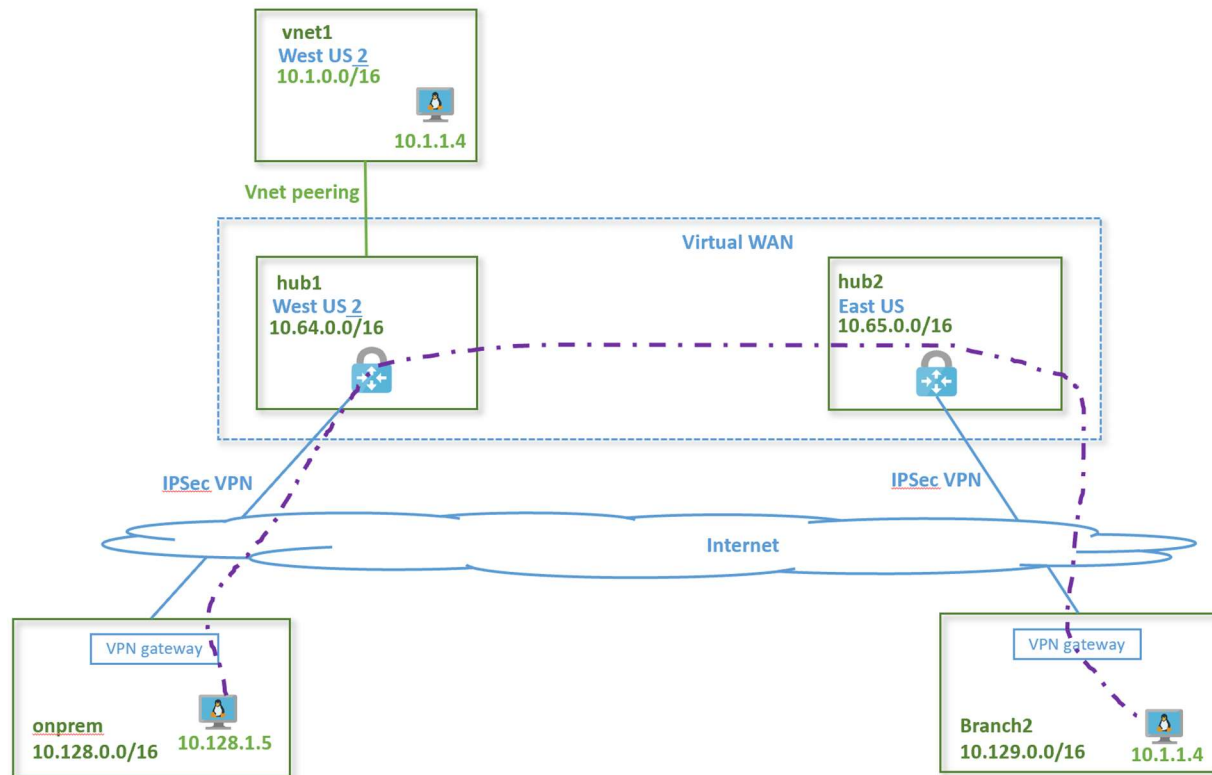 vnet1
West US 2
10.1.0.0/16
10.1.1.4
Vnet peering
Virtual WAN
hub1
West US 2
10.64.0.0/16
hub2
East US
10.65.0.0/16
IPSec VPN
IPSec VPN
Internet
VPN gateway
onprem
10.128.0.0/16
10.128.1.5
VPN gateway
Branch2
10.129.0.0/16
10.1.1.4